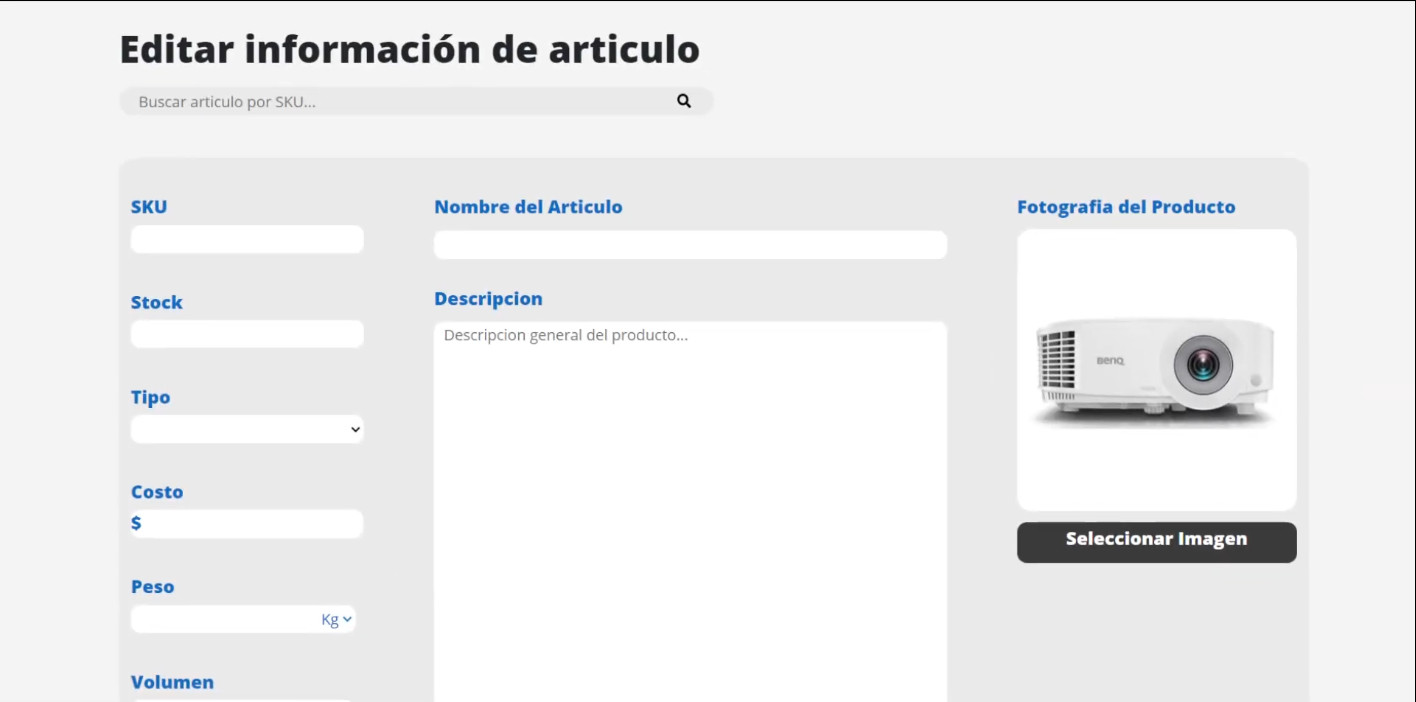 Editar información de articulo
Buscar articulo por SKU...
SKU
Nombre del Articulo
Fotografia del Producto
Stock
Descripcion
Descripcion general del producto...
BenQ
Tipo
Costo
$
Seleccionar Imagen
Peso
Kg
Volumen